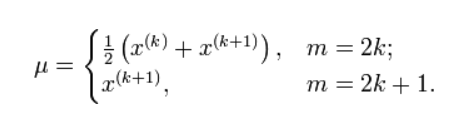 μ = { ½ (x^(k) + x^(k+1)), m = 2k;
x^(k+1), m = 2k + 1.